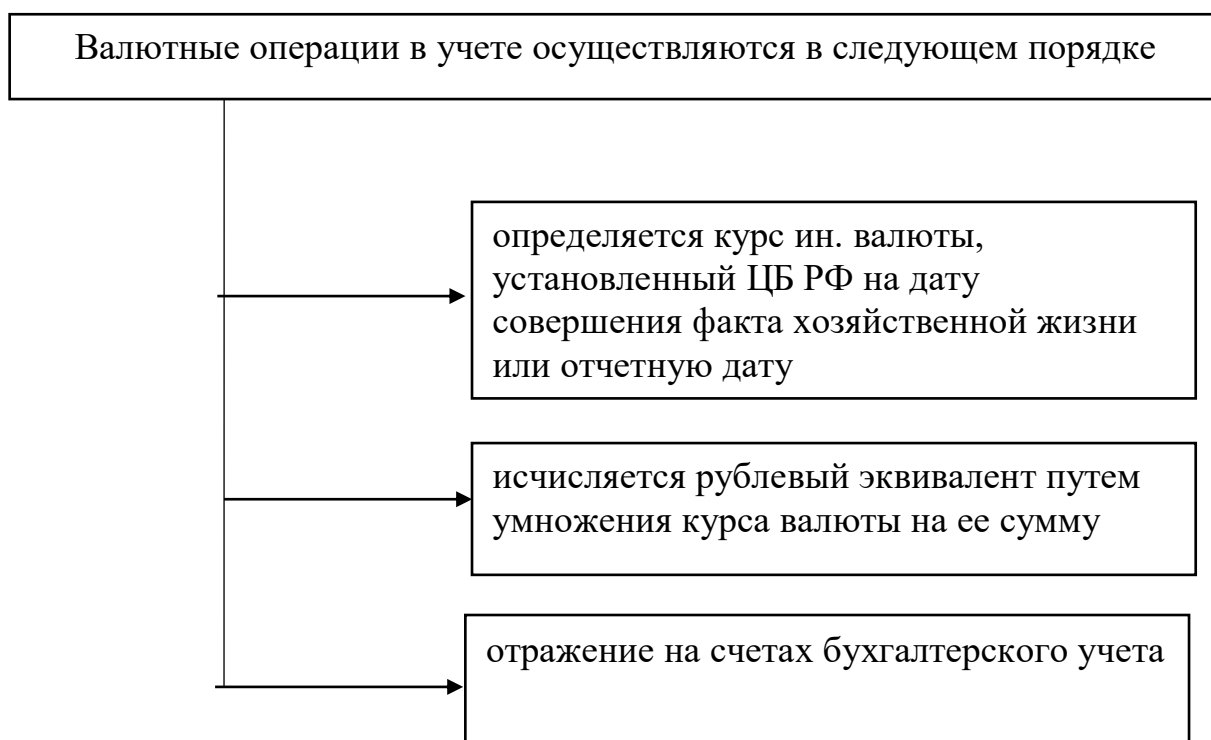 Валютные операции в учете осуществляются в следующем порядке
определяется курс ин. валюты,
установленный ЦБ РФ на дату
совершения факта хозяйственной жизни
или отчетную дату
исчисляется рублевый эквивалент путем
умножения курса валюты на ее сумму
отражение на счетах бухгалтерского учета